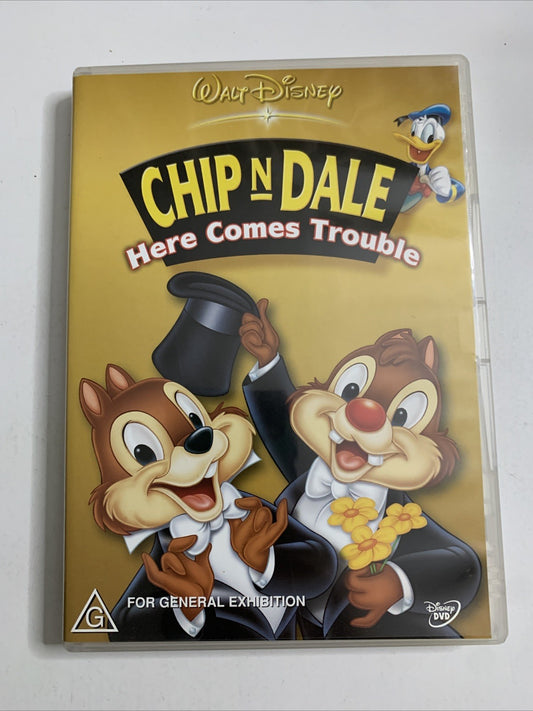 WALT DISNEY
CHIP N DALE
Here Comes Trouble
G
FOR GENERAL EXHIBITION
DISNEY
DVD